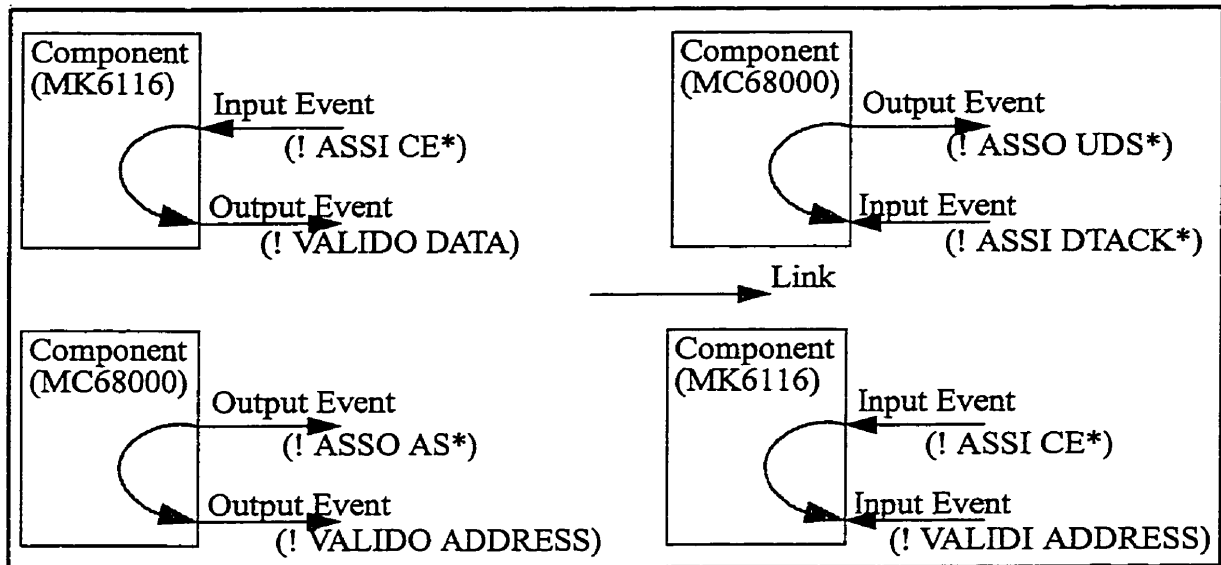 Component
(MK6116)
Input Event
(! ASSI CE*)
Output Event
(! VALIDO DATA)
Component
(MC68000)
Output Event
(! ASSO UDS*)
Input Event
(! ASSI DTACK*)
Link
Component
(MC68000)
Output Event
(! ASSO AS*)
Output Event
(! VALIDO ADDRESS)
Component
(MK6116)
Input Event
(! ASSI CE*)
Input Event
(! VALIDI ADDRESS)